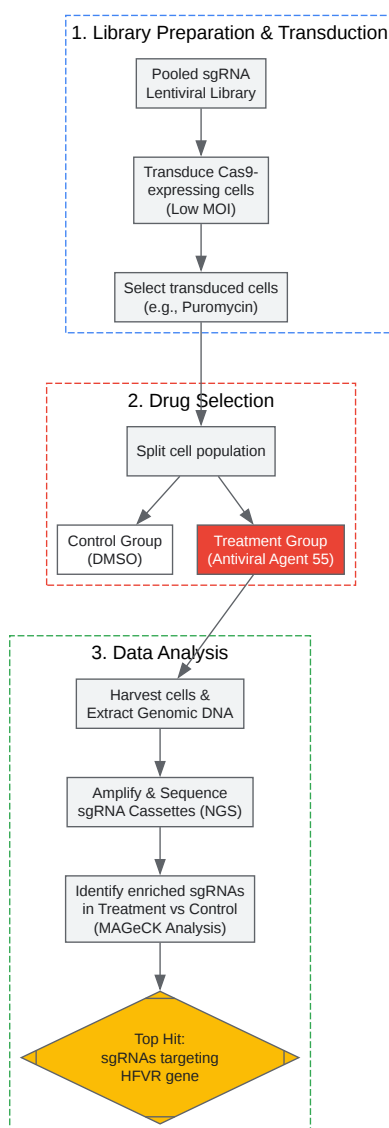 1. Library Preparation & Transduction
Pooled sgRNA
Lentiviral Library
Transduce Cas9-
expressing cells
(Low MOI)
Select transduced cells
(e.g., Puromycin)
2. Drug Selection
Split cell population
Control Group
(DMSO)
Treatment Group
(Antiviral Agent 55)
3. Data Analysis
Harvest cells &
Extract Genomic DNA
Amplify & Sequence
sgRNA Cassettes (NGS)
Identify enriched sgRNAs
in Treatment vs Control
(MAGeCK Analysis)
Top Hit:
sgRNAs targeting
HFVR gene